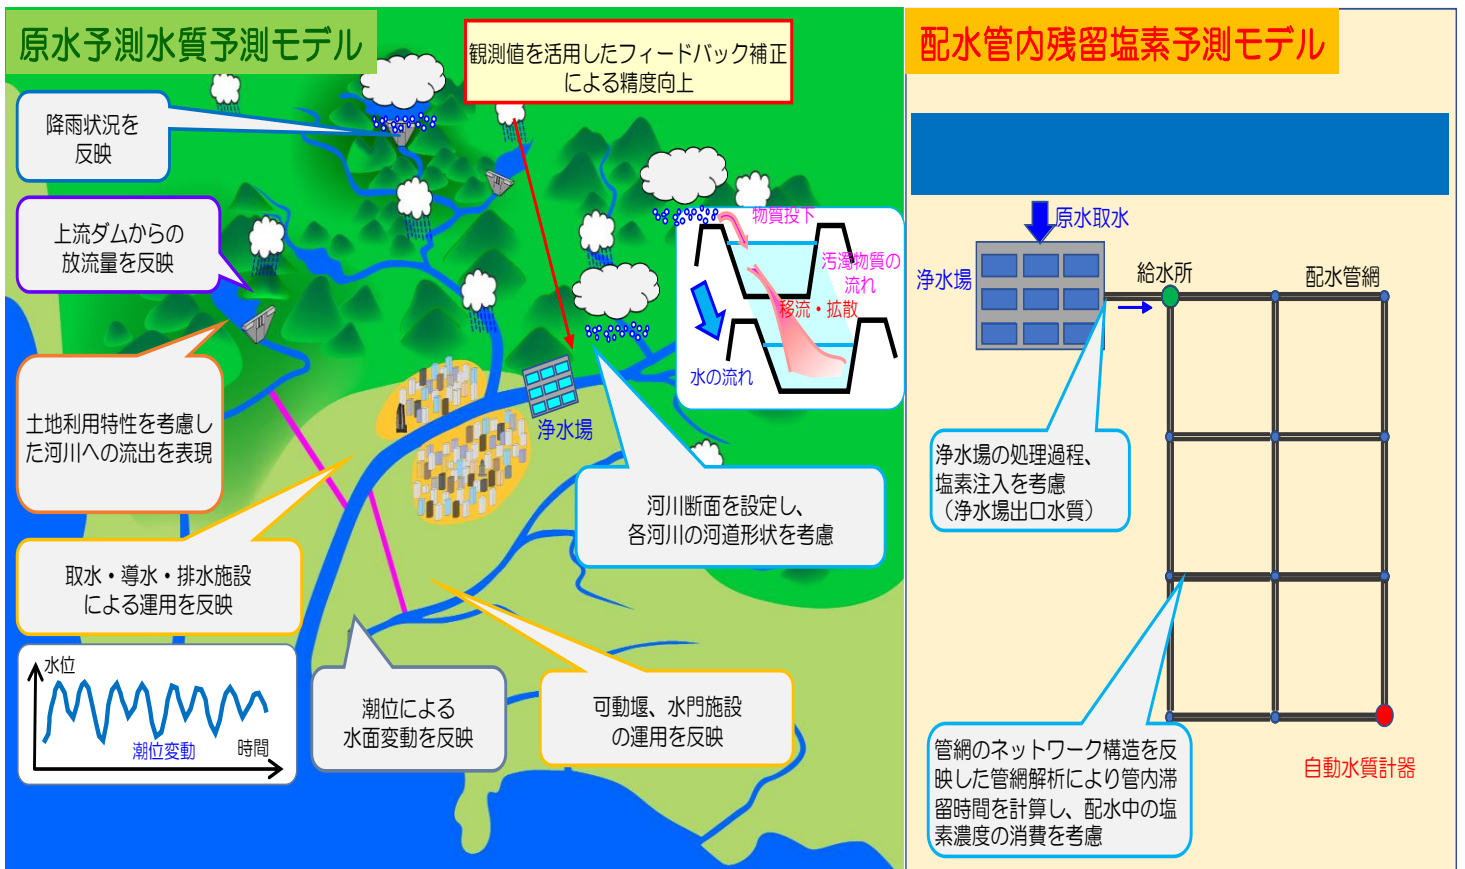 原水予測水質予測モデル
観測値を活用したフィードバック補正
による精度向上
降雨状況を
反映
上流ダムからの
放流量を反映
土地利用特性を考慮し
た河川への流出を表現
取水・導水・排水施設
による運用を反映
水位
潮位変動
時間
潮位による
水面変動を反映
可動堰、水門施設
の運用を反映
河川断面を設定し、
各河川の河道形状を考慮
浄水場
物質投下
汚濁物質の
流れ
移流・拡散
水の流れ
配水管内残留塩素予測モデル
原水取水
浄水場
給水所
配水管網
浄水場の処理過程、
塩素注入を考慮
（浄水場出口水質）
管網のネットワーク構造を反
映した管網解析により管内滞
留時間を計算し、配水中の塩
素濃度の消費を考慮
自動水質計器